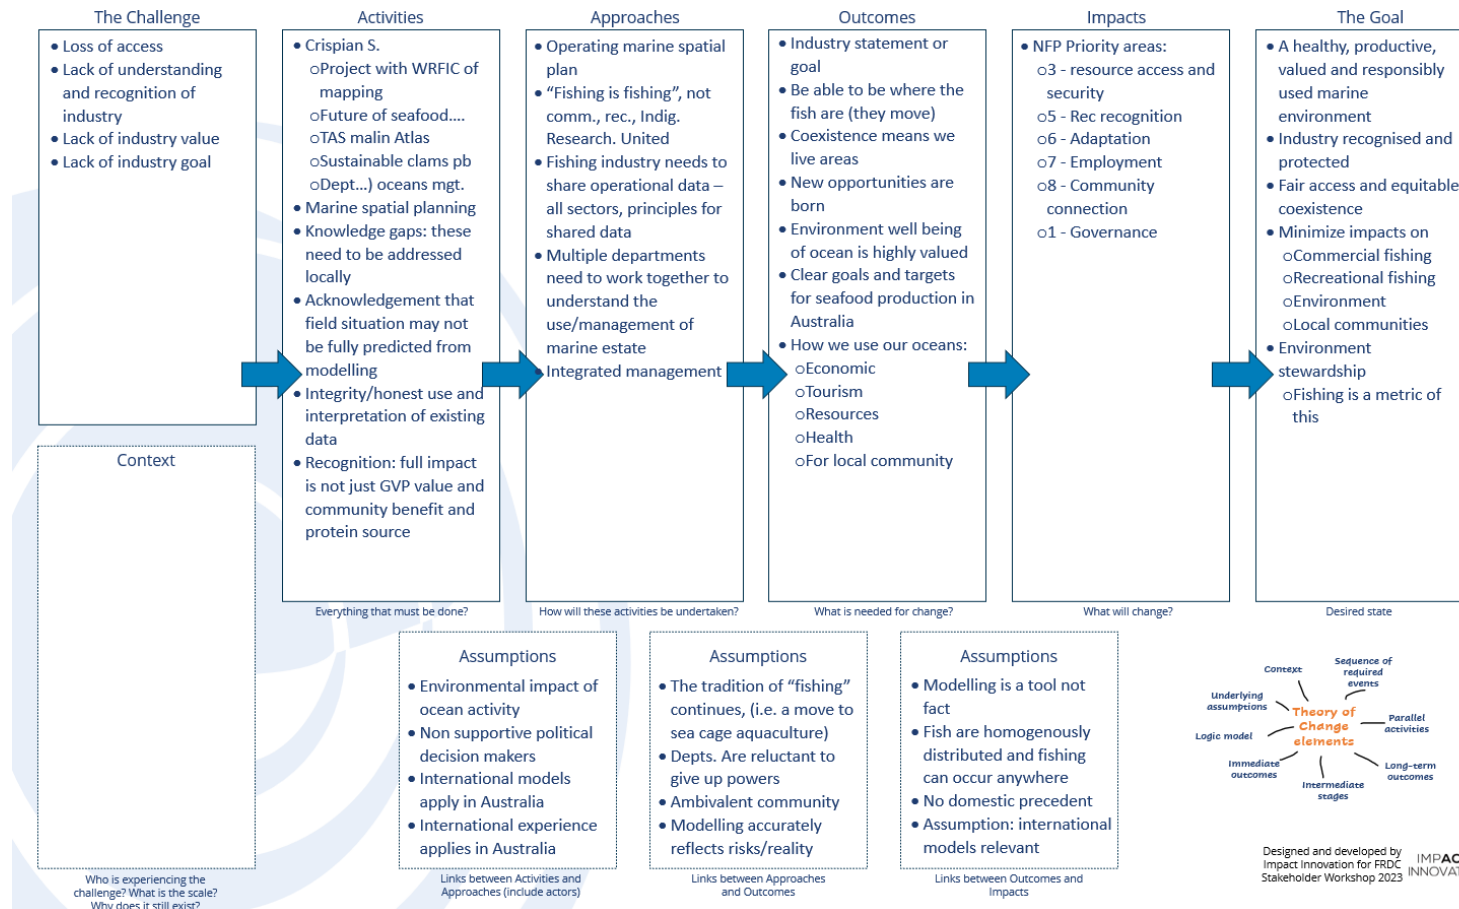 The Challenge
• Loss of access
• Lack of understanding
and recognition of
industry
• Lack of industry value
• Lack of industry goal
Context
Who is experiencing the
challenge? What is the scale?
Why does it still exist?
Activities
• Crispian S.
oProject with WRFIC of
mapping
oFuture of seafood….
oTAS malin Atlas
oSustainable clams pb
oDept…) oceans mgt.
• Marine spatial planning
• Knowledge gaps: these
need to be addressed
locally
• Acknowledgement that
field situation may not
be fully predicted from
modelling
• Integrity/honest use and
interpretation of existing
data
• Recognition: full impact
is not just GVP value and
community benefit and
protein source
Everything that must be done?
Approaches
• Operating marine spatial
plan
• “Fishing is fishing”, not
comm., rec., Indig.
Research. United
• Fishing industry needs to
share operational data –
all sectors, principles for
shared data
• Multiple departments
need to work together to
understand the
use/management of
marine estate
• Integrated management
How will these activities be undertaken?
Outcomes
• Industry statement or
goal
• Be able to be where the
fish are (they move)
• Coexistence means we
live areas
• New opportunities are
born
• Environment well being
of ocean is highly valued
• Clear goals and targets
for seafood production in
Australia
• How we use our oceans:
oEconomic
oTourism
oResources
oHealth
oFor local community
What is needed for change?
Impacts
• NFP Priority areas:
o3 - resource access and
security
o5 - Rec recognition
o6 - Adaptation
o7 - Employment
o8 - Community
connection
o1 - Governance
What will change?
The Goal
• A healthy, productive,
valued and responsibly
used marine
environment
• Industry recognised and
protected
• Fair access and equitable
coexistence
• Minimize impacts on
oCommercial fishing
oRecreational fishing
oEnvironment
oLocal communities
• Environment
stewardship
oFishing is a metric of
this
Desired state
Assumptions
• Environmental impact of
ocean activity
• Non supportive political
decision makers
• International models
apply in Australia
• International experience
applies in Australia
Links between Activities and
Approaches (include actors)
Assumptions
• The tradition of “fishing”
continues, (i.e. a move to
sea cage aquaculture)
• Depts. Are reluctant to
give up powers
• Ambivalent community
• Modelling accurately
reflects risks/reality
Links between Approaches
and Outcomes
Assumptions
• Modelling is a tool not
fact
• Fish are homogenously
distributed and fishing
can occur anywhere
• No domestic precedent
• Assumption: international
models relevant
Links between Outcomes and
Impacts
Context
Sequence of
required
events
Underlying
assumptions
Theory of
Change
elements
Parallel
activities
Logic model
Immediate
outcomes
Long-term
outcomes
Intermediate
stages
Designed and developed by
Impact Innovation for FRDC
Stakeholder Workshop 2023
IMPAC
INNOVAT